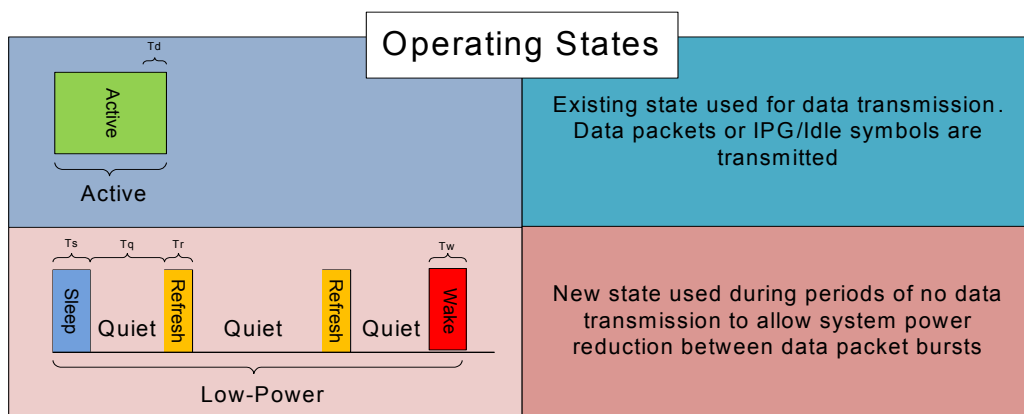 Operating States
Td
Active
Active
Existing state used for data transmission.
Data packets or IPG/Idle symbols are
transmitted
Ts Tq Tr Tw
Sleep Quiet Refresh Quiet Refresh Quiet Wake
Low-Power
New state used during periods of no data
transmission to allow system power
reduction between data packet bursts